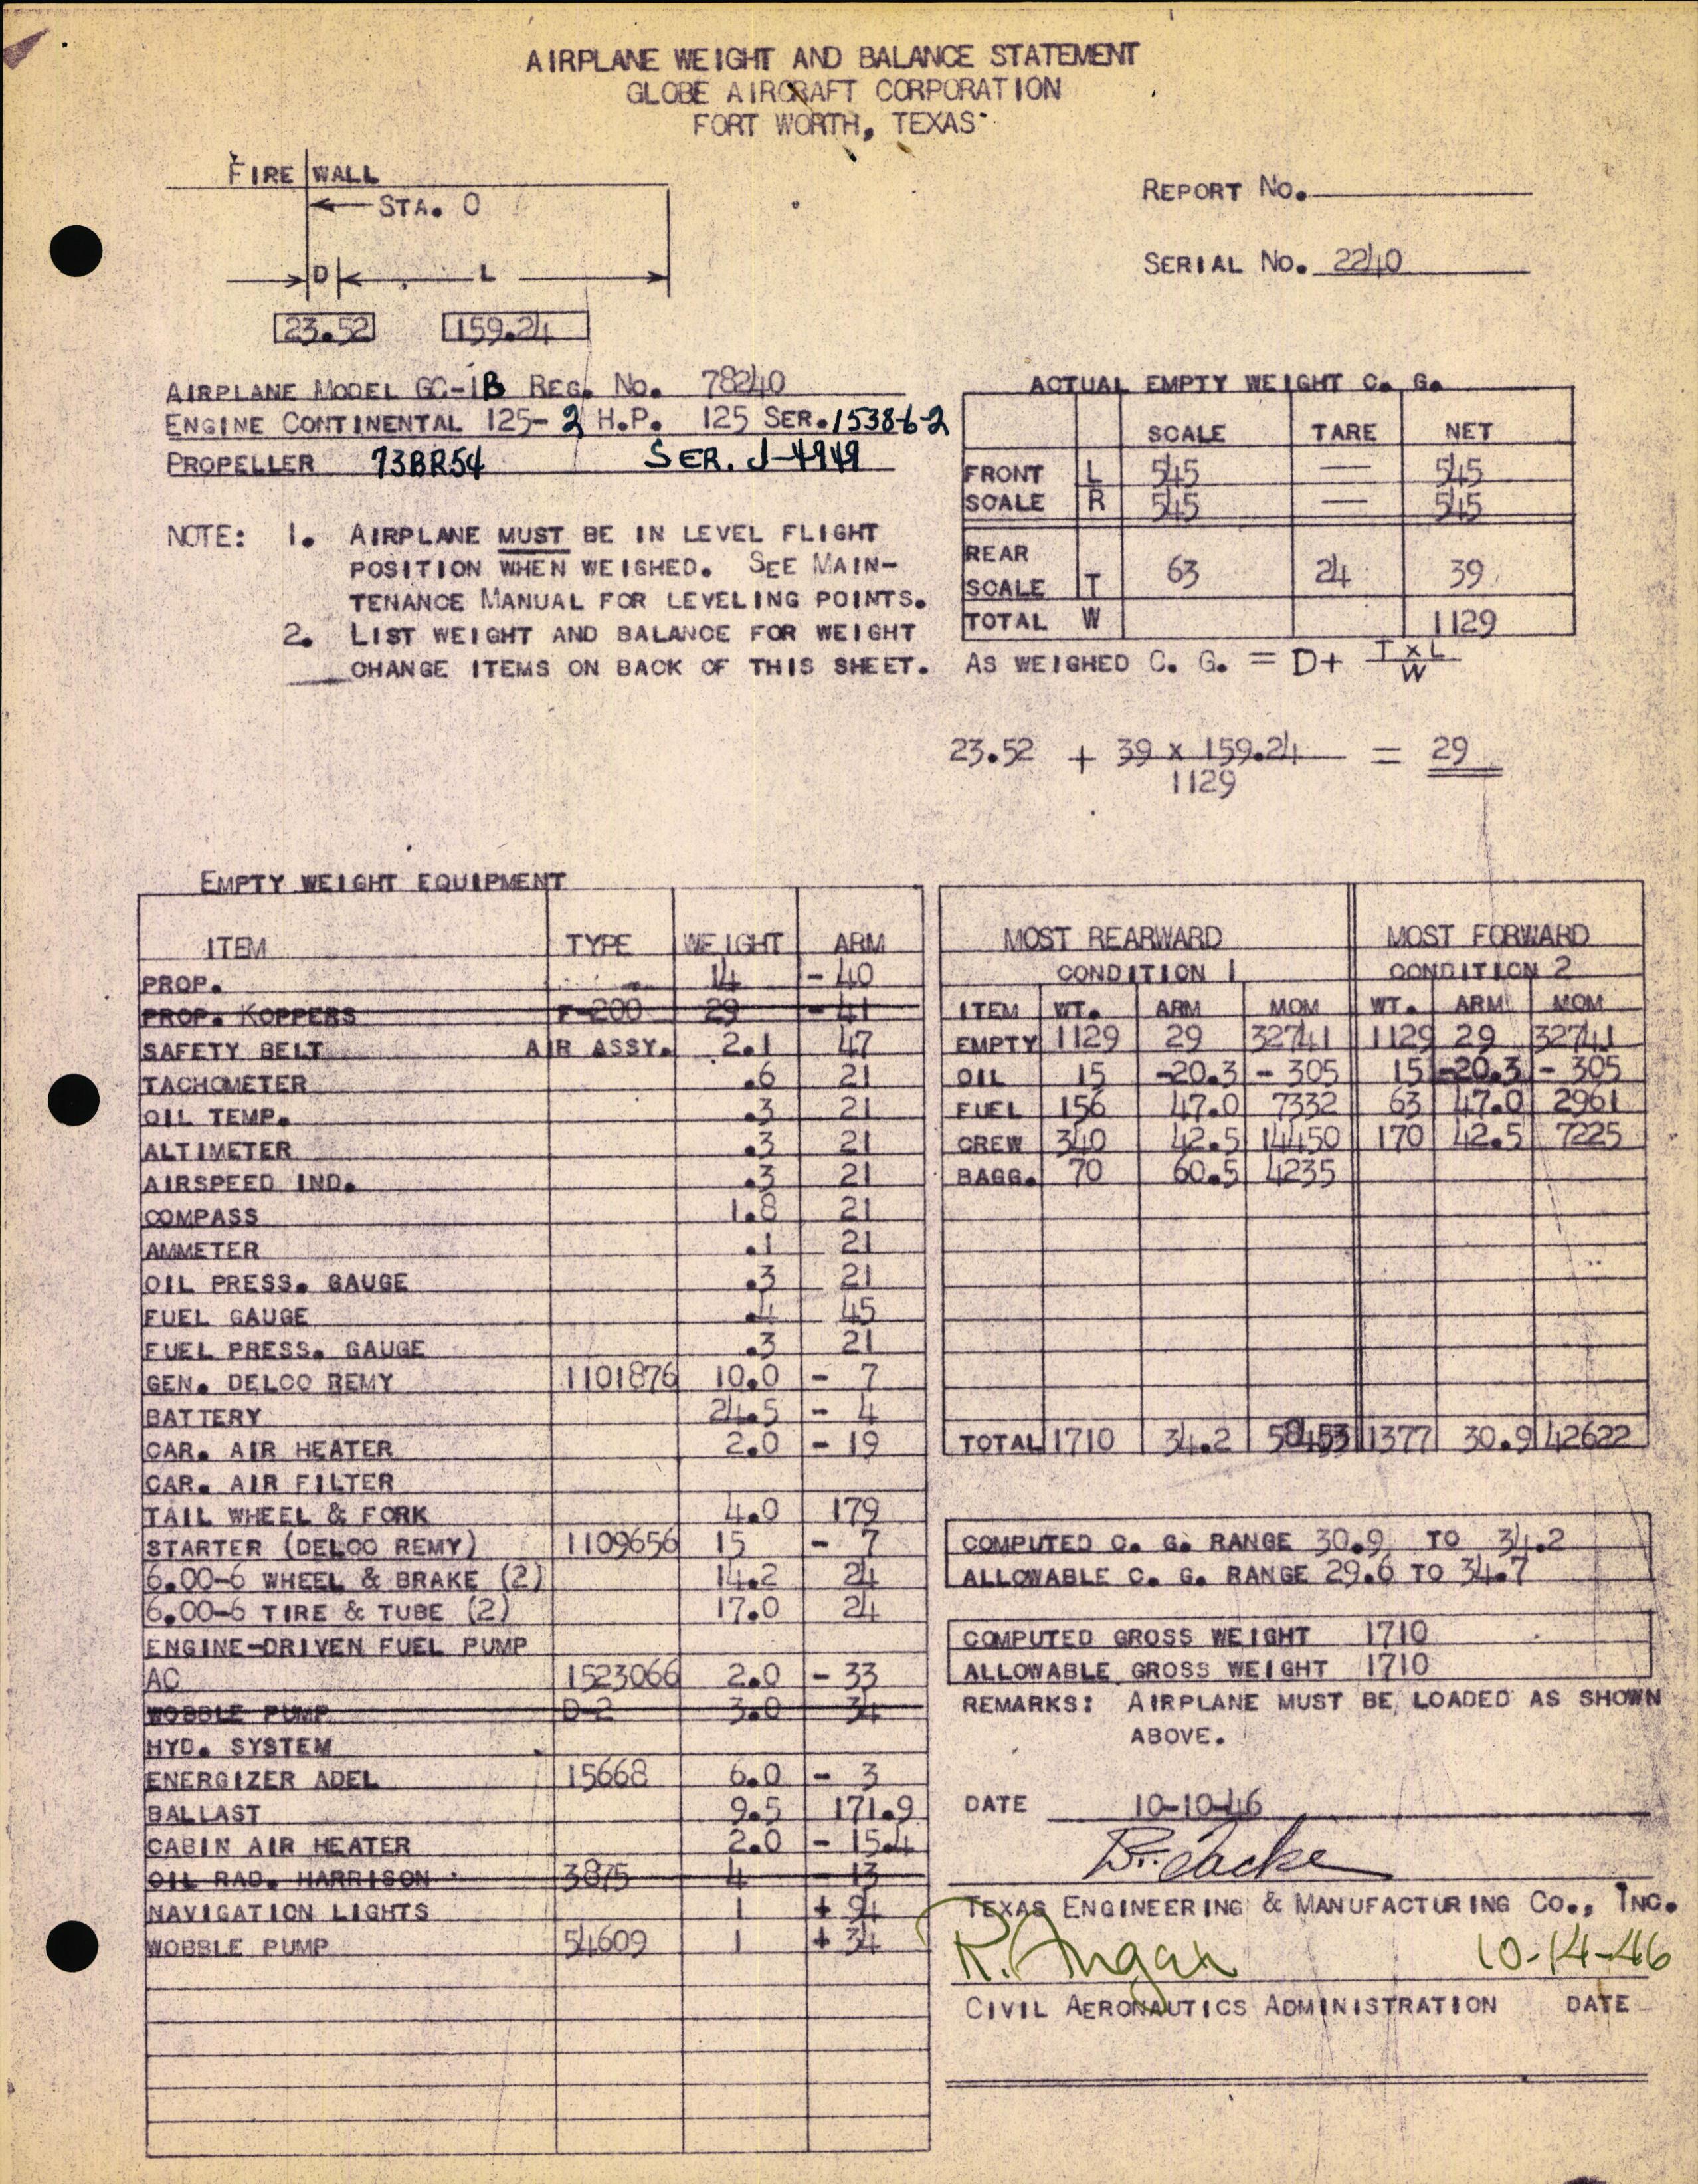 AIRPLANE WEIGHT AND BALANCE STATEMENT
GLOBE AIRCRAFT CORPORATION
FORT WORTH, TEXAS
FIRE WALL
STA. 0
D L
23.52 159.24
REPORT NO.
SERIAL NO. 2240
AIRPLANE MODEL GC-1B REG. NO. 78240
ENGINE CONTINENTAL 125-2 H.P. 125 SER. 1538-6-2
PROPELLER 73BR54 SER. J-4949
NOTE: 1. AIRPLANE MUST BE IN LEVEL FLIGHT
POSITION WHEN WEIGHED. SEE MAIN-
TENANCE MANUAL FOR LEVELING POINTS.
2. LIST WEIGHT AND BALANCE FOR WEIGHT
CHANGE ITEMS ON BACK OF THIS SHEET.
ACTUAL EMPTY WEIGHT C. G.
SCALE TARE NET
FRONT L 545 — 545
SCALE R 545 — 545
REAR
SCALE T 63 24 39
TOTAL W 1129
AS WEIGHED C. G. = D+ T x L
W
23.52 + 39 x 159.24 = 29
1129
EMPTY WEIGHT EQUIPMENT
ITEM TYPE WEIGHT ARM
PROP. 14 - 40
PROP. KOPPERS F-200 29 - 41
SAFETY BELT AIR ASSY. 2.1 47
TACHOMETER .6 21
OIL TEMP. .3 21
ALTIMETER .3 21
AIRSPEED IND. .3 21
COMPASS 1.8 21
AMMETER .1 21
OIL PRESS. GAUGE .3 21
FUEL GAUGE .4 45
FUEL PRESS. GAUGE .3 21
GEN. DELCO REMY 1101876 10.0 - 7
BATTERY 24.5 - 4
CAR. AIR HEATER 2.0 - 19
CAR. AIR FILTER
TAIL WHEEL & FORK 4.0 179
STARTER (DELCO REMY) 1109656 15 - 7
6.00-6 WHEEL & BRAKE (2) 14.2 24
6.00-6 TIRE & TUBE (2) 17.0 24
ENGINE-DRIVEN FUEL PUMP
AC 1523066 2.0 - 33
WOBBLE PUMP D-2 3.0 34
HYD. SYSTEM
ENERGIZER ADEL 15668 6.0 - 3
BALLAST 9.5 171.9
CABIN AIR HEATER 2.0 - 15.4
OIL RAD. HARRISON 3875 4 - 13
NAVIGATION LIGHTS 1 + 94
WOBBLE PUMP 54609 1 + 34
MOST REARWARD MOST FORWARD
CONDITION 1 CONDITION 2
ITEM WT. ARM MOM WT. ARM MOM
EMPTY 1129 29 32741 1129 29 32741
OIL 15 -20.3 - 305 15 -20.3 - 305
FUEL 156 47.0 7332 63 47.0 2961
CREW 340 42.5 14450 170 42.5 7225
BAGG. 70 60.5 4235
TOTAL 1710 34.2 58453 1377 30.9 42622
COMPUTED C. G. RANGE 30.9 TO 34.2
ALLOWABLE C. G. RANGE 29.6 TO 34.7
COMPUTED GROSS WEIGHT 1710
ALLOWABLE GROSS WEIGHT 1710
REMARKS: AIRPLANE MUST BE LOADED AS SHOWN
ABOVE.
DATE 10-10-46
TEXAS ENGINEERING & MANUFACTURING CO., INC.
10-14-46
CIVIL AERONAUTICS ADMINISTRATION DATE